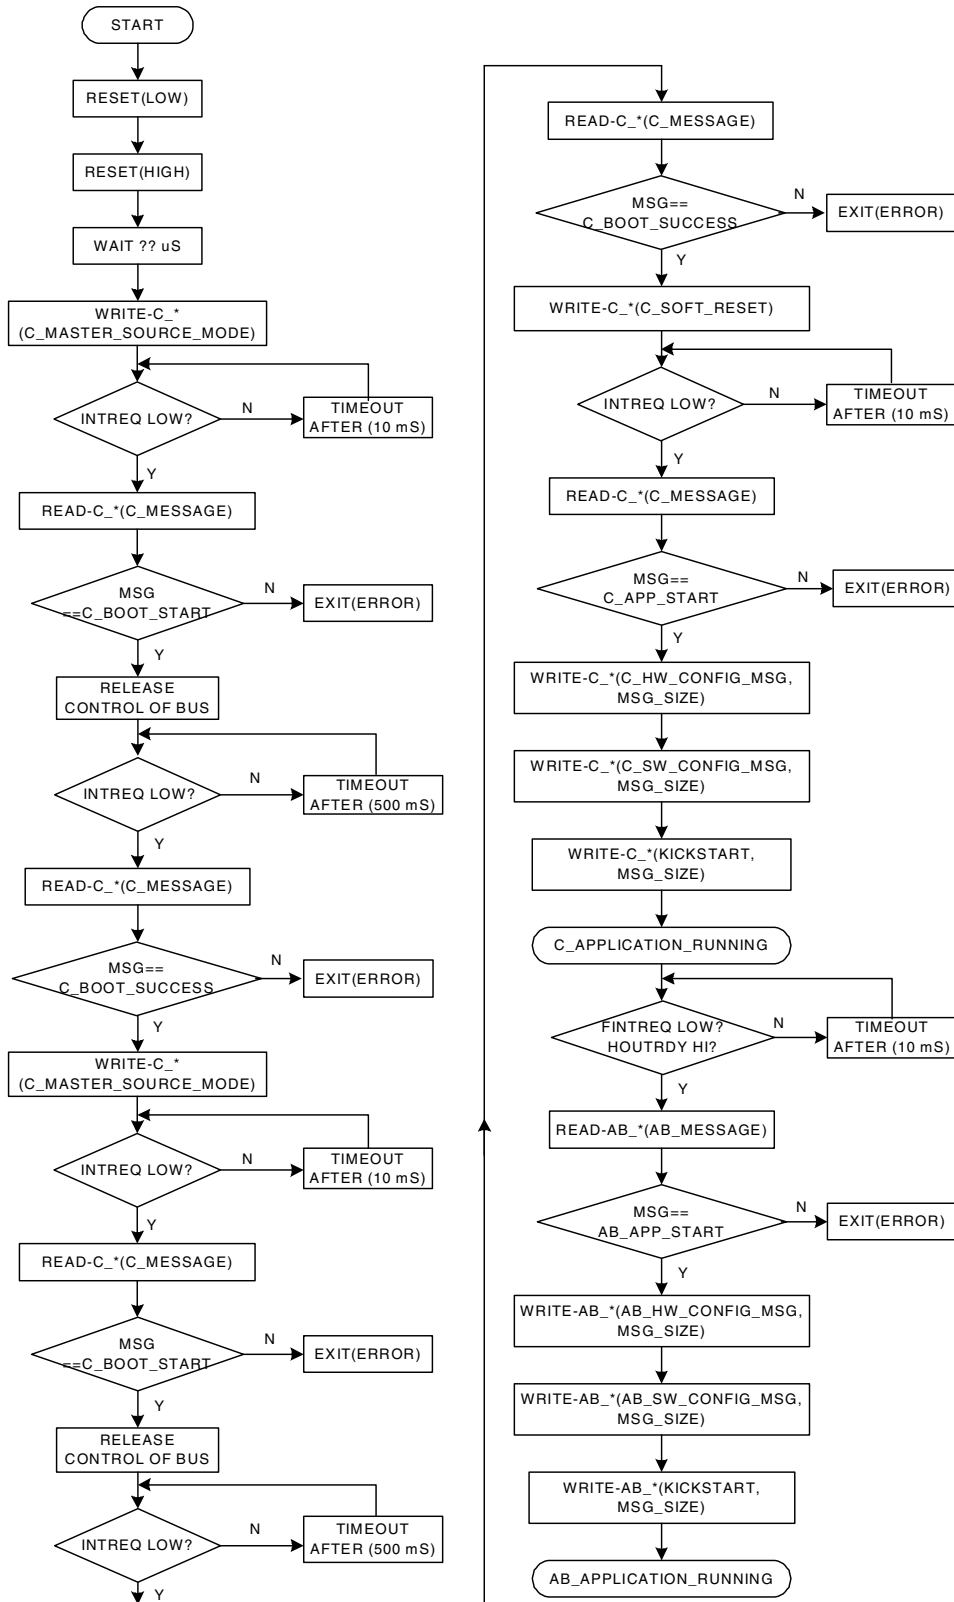 START
RESET(LOW)
RESET(HIGH)
WAIT ?? uS
WRITE-C_*
(C_MASTER_SOURCE_MODE)
INTREQ LOW?
N
TIMEOUT
AFTER (10 mS)
Y
READ-C_*(C_MESSAGE)
MSG
==C_BOOT_START
N
EXIT(ERROR)
Y
RELEASE
CONTROL OF BUS
INTREQ LOW?
N
TIMEOUT
AFTER (500 mS)
Y
READ-C_*(C_MESSAGE)
MSG==
C_BOOT_SUCCESS
N
EXIT(ERROR)
Y
WRITE-C_*
(C_MASTER_SOURCE_MODE)
INTREQ LOW?
N
TIMEOUT
AFTER (10 mS)
Y
READ-C_*(C_MESSAGE)
MSG
==C_BOOT_START
N
EXIT(ERROR)
Y
RELEASE
CONTROL OF BUS
INTREQ LOW?
N
TIMEOUT
AFTER (500 mS)
Y
READ-C_*(C_MESSAGE)
MSG==
C_BOOT_SUCCESS
N
EXIT(ERROR)
Y
WRITE-C_*(C_SOFT_RESET)
INTREQ LOW?
N
TIMEOUT
AFTER (10 mS)
Y
READ-C_*(C_MESSAGE)
MSG==
C_APP_START
N
EXIT(ERROR)
Y
WRITE-C_*(C_HW_CONFIG_MSG,
MSG_SIZE)
WRITE-C_*(C_SW_CONFIG_MSG,
MSG_SIZE)
WRITE-C_*(KICKSTART,
MSG_SIZE)
C_APPLICATION_RUNNING
FINTREQ LOW?
HOUTRDY HI?
N
TIMEOUT
AFTER (10 mS)
Y
READ-AB_*(AB_MESSAGE)
MSG==
AB_APP_START
N
EXIT(ERROR)
Y
WRITE-AB_*(AB_HW_CONFIG_MSG,
MSG_SIZE)
WRITE-AB_*(AB_SW_CONFIG_MSG,
MSG_SIZE)
WRITE-AB_*(KICKSTART,
MSG_SIZE)
AB_APPLICATION_RUNNING